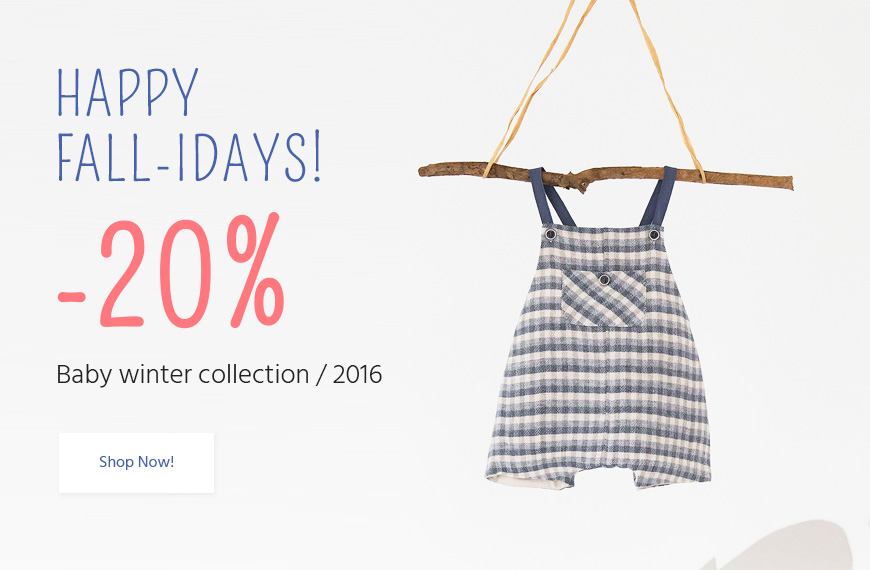 HAPPY
FALL-IDAYS!
-20%
Baby winter collection / 2016
Shop Now!